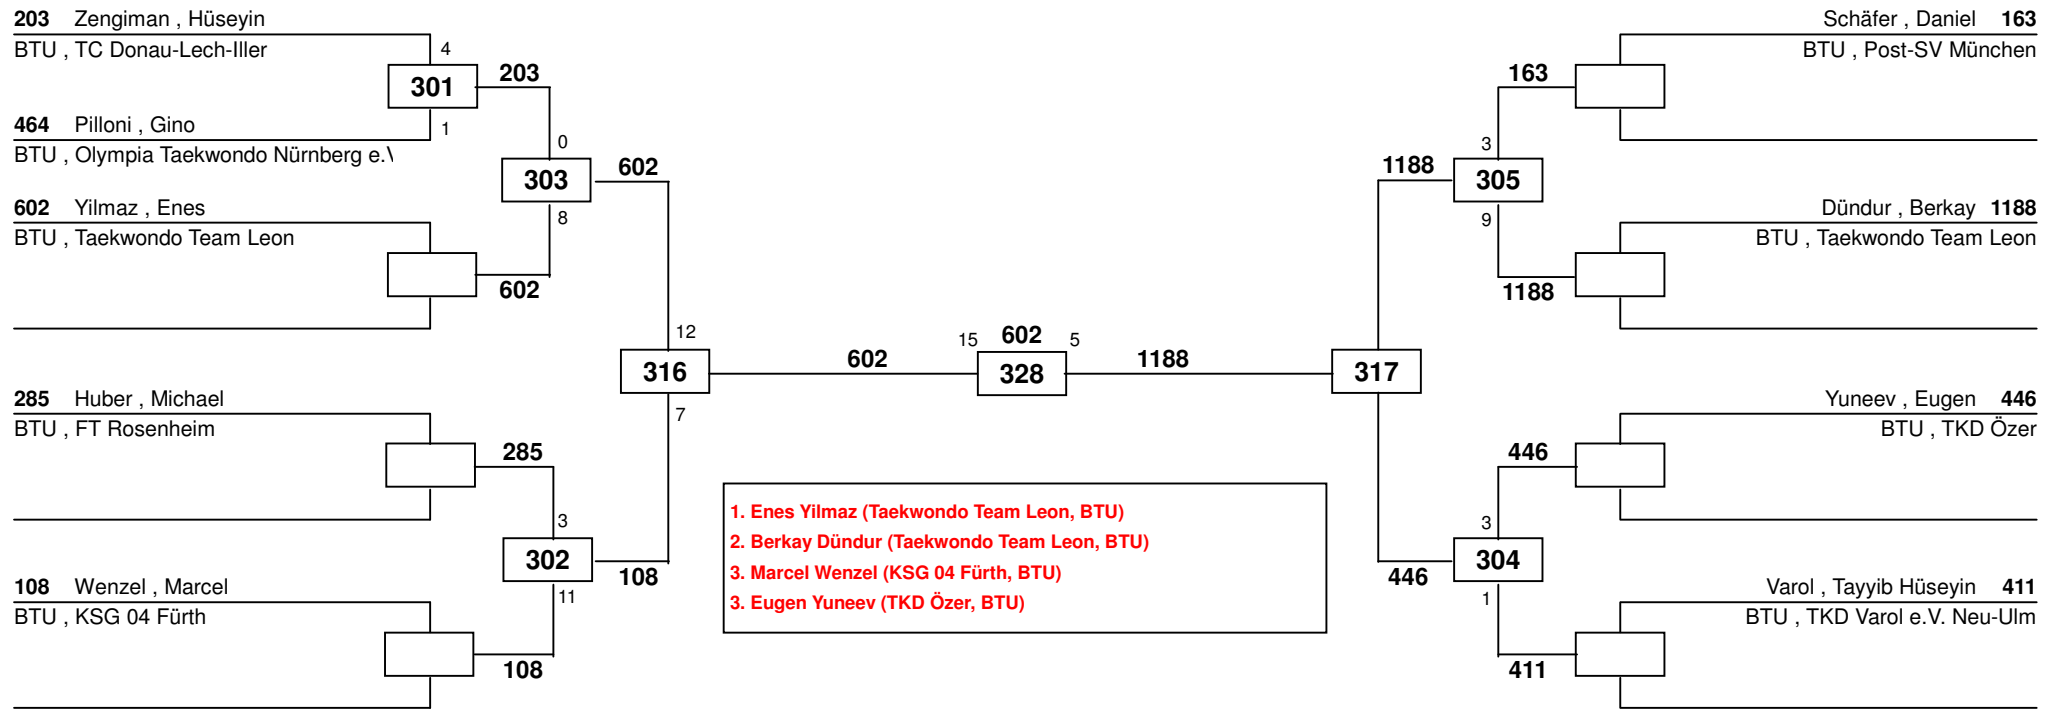 203 Zengiman , Hüseyin
BTU , TC Donau-Lech-Iller
4
301
203
464 Pilloni , Gino
1
BTU , Olympia Taekwondo Nürnberg e.V
0
303
602
602 Yilmaz , Enes
8
BTU , Taekwondo Team Leon
602
12
316
602
7
285 Huber , Michael
BTU , FT Rosenheim
285
3
302
108
11
108 Wenzel , Marcel
BTU , KSG 04 Fürth
108
15 602 5
328
1188
317
1. Enes Yilmaz (Taekwondo Team Leon, BTU)
2. Berkay Dündur (Taekwondo Team Leon, BTU)
3. Marcel Wenzel (KSG 04 Fürth, BTU)
3. Eugen Yuneev (TKD Özer, BTU)
Schäfer , Daniel 163
BTU , Post-SV München
163
3
1188
305
9
Dündur , Berkay 1188
BTU , Taekwondo Team Leon
1188
Yuneev , Eugen 446
BTU , TKD Özer
446
3
304
446
1
Varol , Tayyib Hüseyin 411
BTU , TKD Varol e.V. Neu-Ulm
411